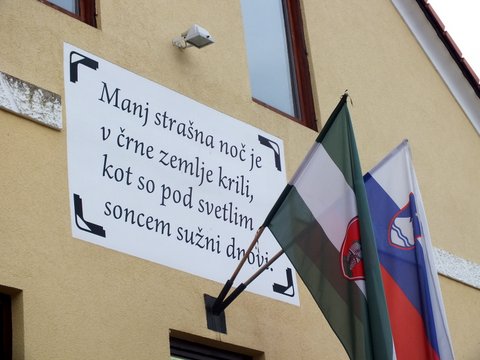 Manj strašna noč je
v črne zemlje krili,
kot so pod svetlim
soncem sužni dnovi.